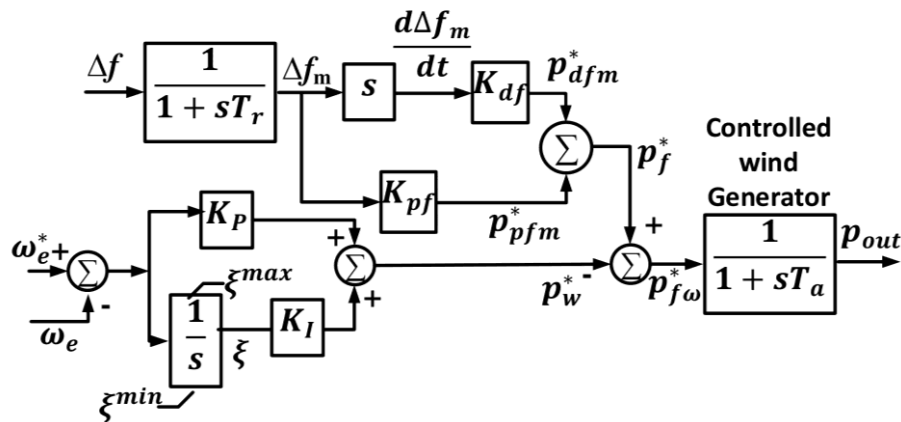 Δf
1
1 + sT_r
Δf_m
s
dΔf_m
dt
K_df
p*_dfm
Σ
p*_f
K_pf
p*_pfm
Controlled
wind
Generator
ω*_e
+
Σ
-
ω_e
K_P
ξ^max
1
s
ξ^min
ξ
K_I
+
Σ
+
p*_w
-
+
Σ
p*_fω
1
1 + sT_a
p_out